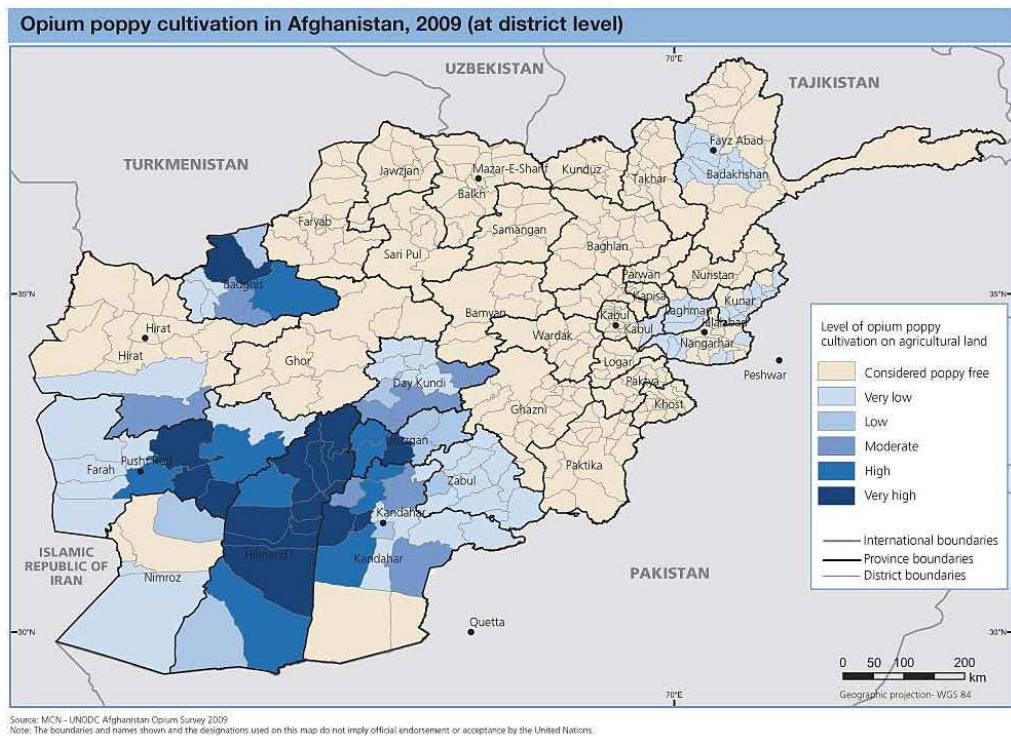 Opium poppy cultivation in Afghanistan, 2009 (at district level)
70°E
UZBEKISTAN
TAJIKISTAN
TURKMENISTAN
Fayz Abad
Badakhshan
Jawzjan
Mazar-E-Sharif
Balkh
Kunduz
Takhar
Faryab
Samangan
Sari Pul
Baghlan
Badghis
Parwan
Nuristan
35°N
35°N
Kapisa
Kunar
Laghman
Bamyan
Kabul
Kabul
Jalalabad
Hirat
Wardak
Nangarhar
Hirat
Ghor
Logar
Peshwar
Day Kundi
Paktya
Khost
Ghazni
Uruzgan
Paktika
Farah
Pusht Rod
Zabul
Kandahar
Hilmand
Kandahar
ISLAMIC
REPUBLIC OF
IRAN
Nimroz
PAKISTAN
Quetta
30°N
30°N
70°E
Level of opium poppy
cultivation on agricultural land
Considered poppy free
Very low
Low
Moderate
High
Very high
International boundaries
Province boundaries
District boundaries
0 50 100 200
km
Geographic projection- WGS 84
Source: MCN - UNODC Afghanistan Opium Survey 2009
Note: The boundaries and names shown and the designations used on this map do not imply official endorsement or acceptance by the United Nations.